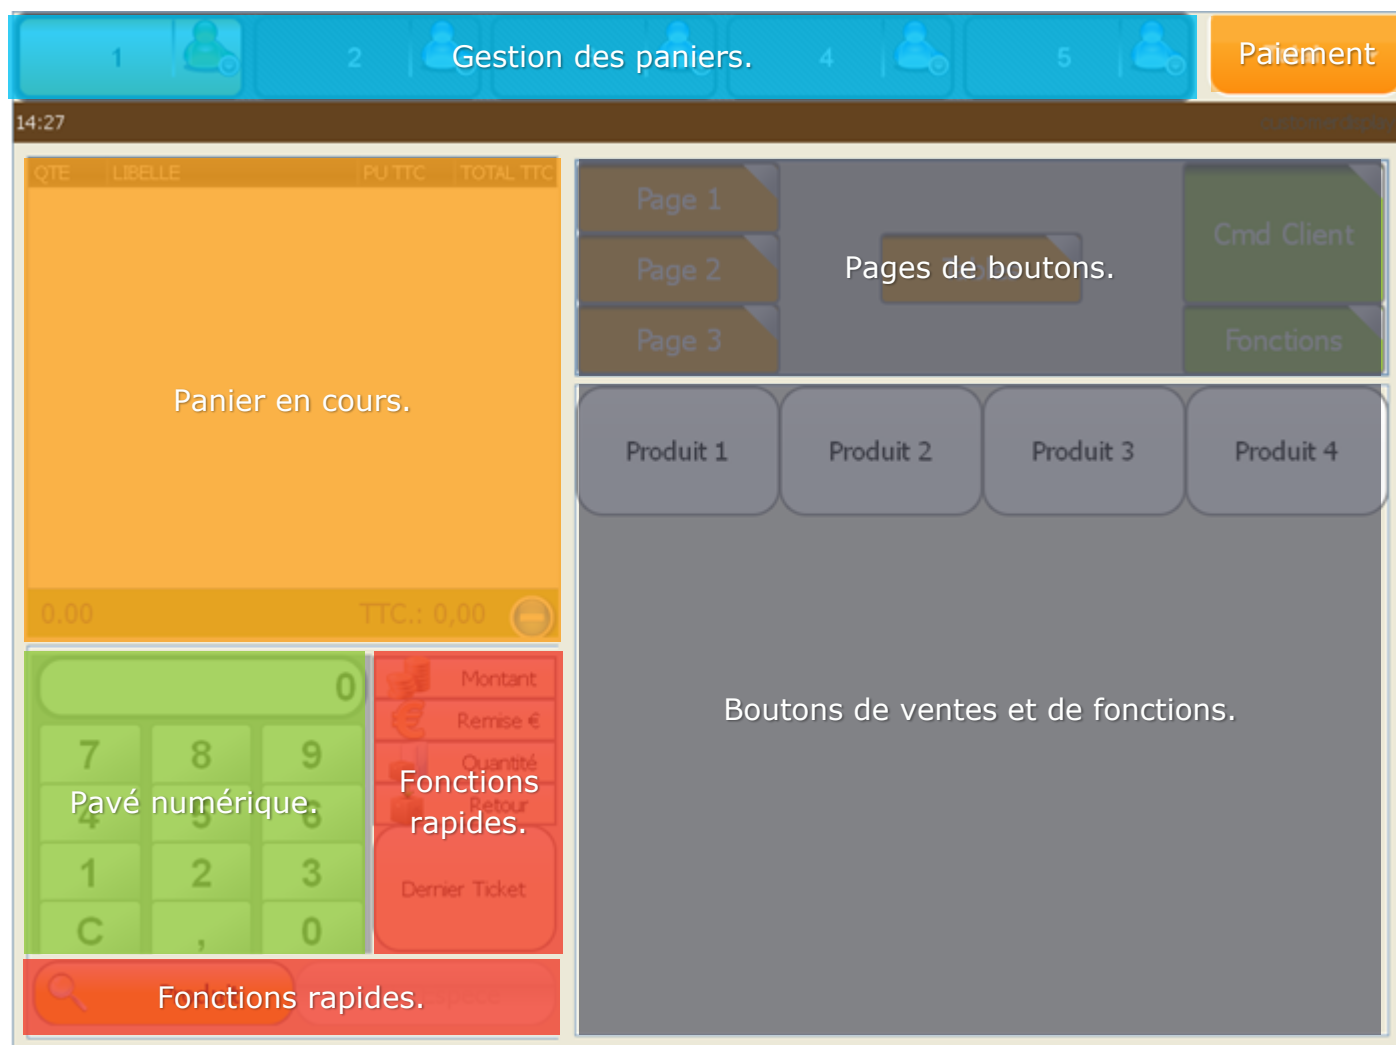 1 2 4 5
Gestion des paniers.
Paiement
14:27
QTE LIBELLE PU TTC TOTAL TTC
Panier en cours.
0.00 TTC.: 0,00
Page 1
Page 2
Page 3
Cmd Client
Fonctions
Pages de boutons.
Produit 1 Produit 2 Produit 3 Produit 4
Boutons de ventes et de fonctions.
0
7 8 9
4 5 6
1 2 3
C , 0
Pavé numérique.
Montant
Remise €
Quantité
Retour
Dernier Ticket
Fonctions
rapides.
Fonctions rapides.